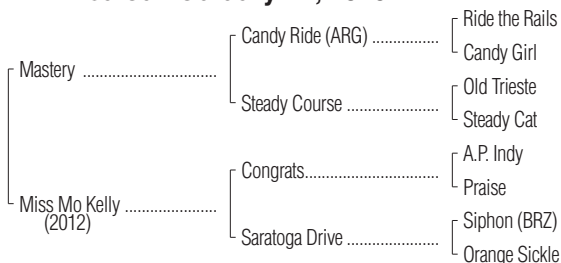 Ride the Rails
Candy Ride (ARG) ..................
Candy Girl
Mastery ....................................
Old Trieste
Steady Course .........................
Steady Cat
A.P. Indy
Congrats....................................
Praise
Miss Mo Kelly .........................
(2012)
Siphon (BRZ)
Saratoga Drive .........................
Orange Sickle